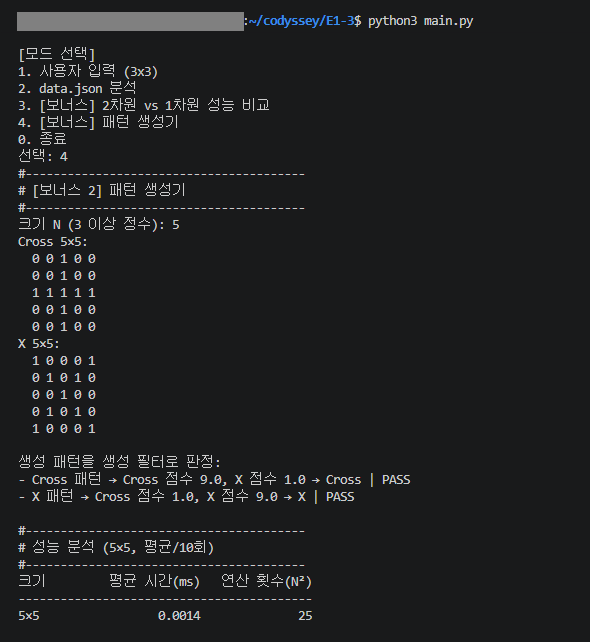 :~/codyssey/E1-3$ python3 main.py
[모드 선택]
1. 사용자 입력 (3x3)
2. data.json 분석
3. [보너스] 2차원 vs 1차원 성능 비교
4. [보너스] 패턴 생성기
0. 종료
선택: 4
#----------------------------------------
# [보너스 2] 패턴 생성기
#----------------------------------------
크기 N (3 이상 정수): 5
Cross 5×5:
0 0 1 0 0
0 0 1 0 0
1 1 1 1 1
0 0 1 0 0
0 0 1 0 0
X 5×5:
1 0 0 0 1
0 1 0 1 0
0 0 1 0 0
0 1 0 1 0
1 0 0 0 1
생성 패턴을 생성 필터로 판정:
- Cross 패턴 → Cross 점수 9.0, X 점수 1.0 → Cross | PASS
- X 패턴 → Cross 점수 1.0, X 점수 9.0 → X | PASS
#----------------------------------------
# 성능 분석 (5×5, 평균/10회)
#----------------------------------------
크기 평균 시간(ms) 연산 횟수(N²)
------------------------------------------
5×5 0.0014 25